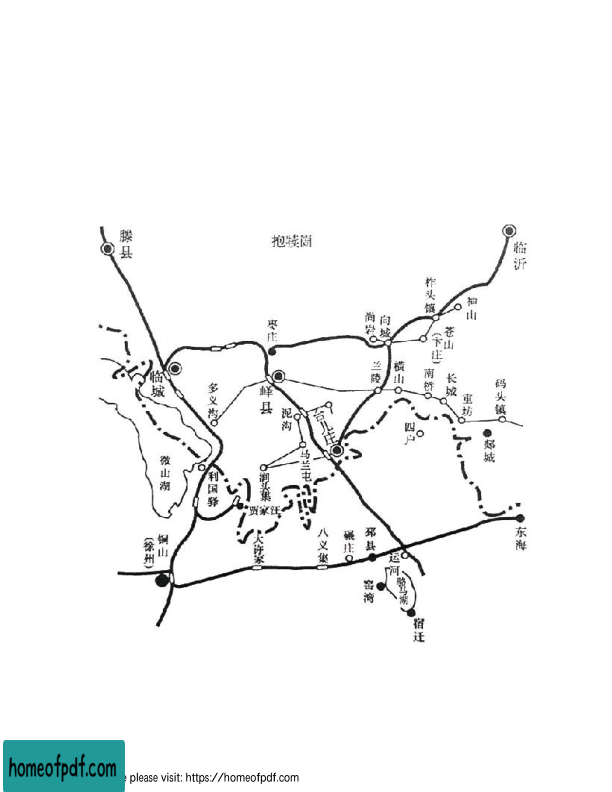 滕县
抱犊崮
临沂
柞头镇
神山
尚岩
向城
苍山
(卞庄)
枣庄
临城
多义沟
峄县
泥沟
台儿庄
兰陵
横山
南桥
长城
重坊
码头镇
四户
郯城
微山湖
利国驿
涧头集
贾家汪
马兰屯
铜山
(徐州)
大许家
八义集
碾庄
邳县
运河
骆马湖
窑湾
宿迁
东海
homeofpdf.com
e please visit: https://homeofpdf.com